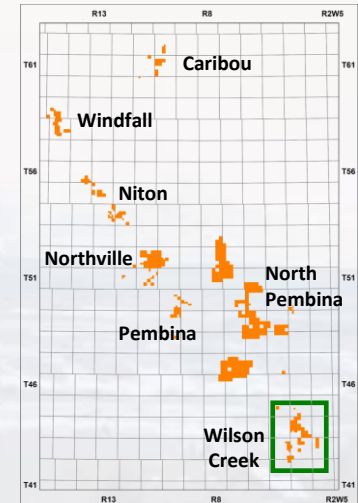 R13 R8 R2W5
T61 T61
Caribou
Windfall
T56 T56
Niton
Northville
T51 T51
North
Pembina
Pembina
T46 T46
Wilson
Creek
T41 T41
R13 R8 R2W5